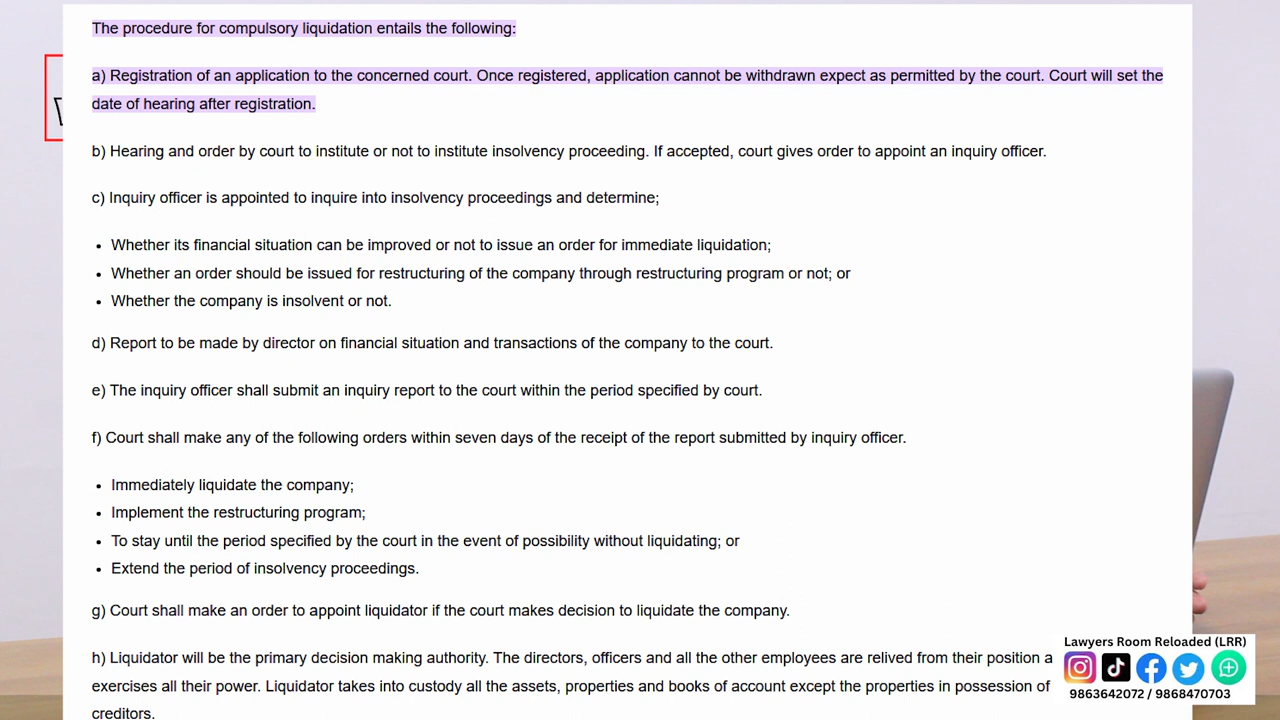 The procedure for compulsory liquidation entails the following:
a) Registration of an application to the concerned court. Once registered, application cannot be withdrawn expect as permitted by the court. Court will set the
date of hearing after registration.
b) Hearing and order by court to institute or not to institute insolvency proceeding. If accepted, court gives order to appoint an inquiry officer.
c) Inquiry officer is appointed to inquire into insolvency proceedings and determine;
• Whether its financial situation can be improved or not to issue an order for immediate liquidation;
• Whether an order should be issued for restructuring of the company through restructuring program or not; or
• Whether the company is insolvent or not.
d) Report to be made by director on financial situation and transactions of the company to the court.
e) The inquiry officer shall submit an inquiry report to the court within the period specified by court.
f) Court shall make any of the following orders within seven days of the receipt of the report submitted by inquiry officer.
• Immediately liquidate the company;
• Implement the restructuring program;
• To stay until the period specified by the court in the event of possibility without liquidating; or
• Extend the period of insolvency proceedings.
g) Court shall make an order to appoint liquidator if the court makes decision to liquidate the company.
h) Liquidator will be the primary decision making authority. The directors, officers and all the other employees are relived from their position a
exercises all their power. Liquidator takes into custody all the assets, properties and books of account except the properties in possession of
creditors.
Lawyers Room Reloaded (LRR)
9863642072 / 9868470703